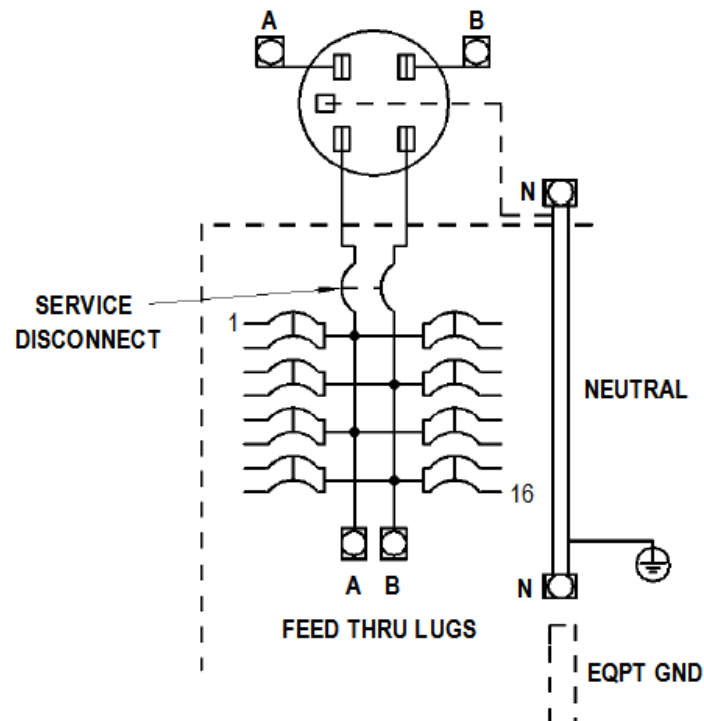 A
B
N
SERVICE
DISCONNECT
1
NEUTRAL
16
A
B
N
FEED THRU LUGS
EQPT GND